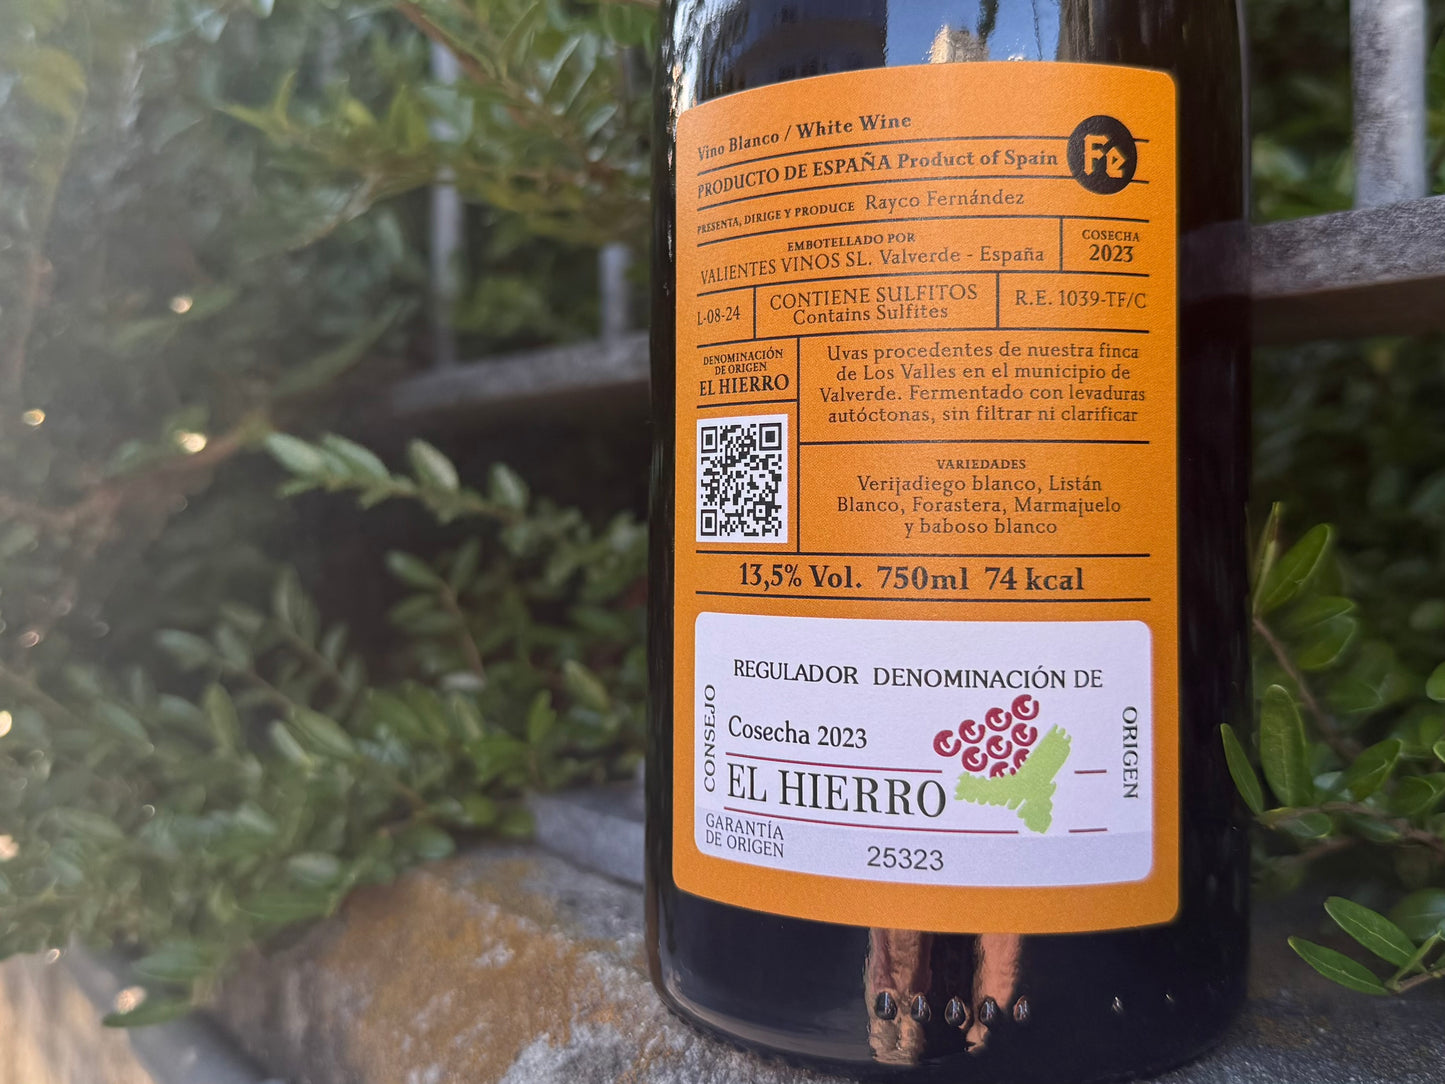 Vino Blanco / White Wine
PRODUCTO DE ESPAÑA Product of Spain
Fe
PRESENTA, DIRIGE Y PRODUCE Rayco Fernández
EMBOTELLADO POR
VALIENTES VINOS SL. Valverde - España
COSECHA
2023
L-08-24
CONTIENE SULFITOS
Contains Sulfites
R.E. 1039-TF/C
DENOMINACIÓN
DE ORIGEN
EL HIERRO
Uvas procedentes de nuestra finca
de Los Valles en el municipio de
Valverde. Fermentado con levaduras
autóctonas, sin filtrar ni clarificar
VARIEDADES
Verijadiego blanco, Listán
Blanco, Forastera, Marmajuelo
y baboso blanco
13,5% Vol. 750ml 74 kcal
CONSEJO
REGULADOR DENOMINACIÓN DE
ORIGEN
Cosecha 2023
EL HIERRO
GARANTÍA
DE ORIGEN
25323